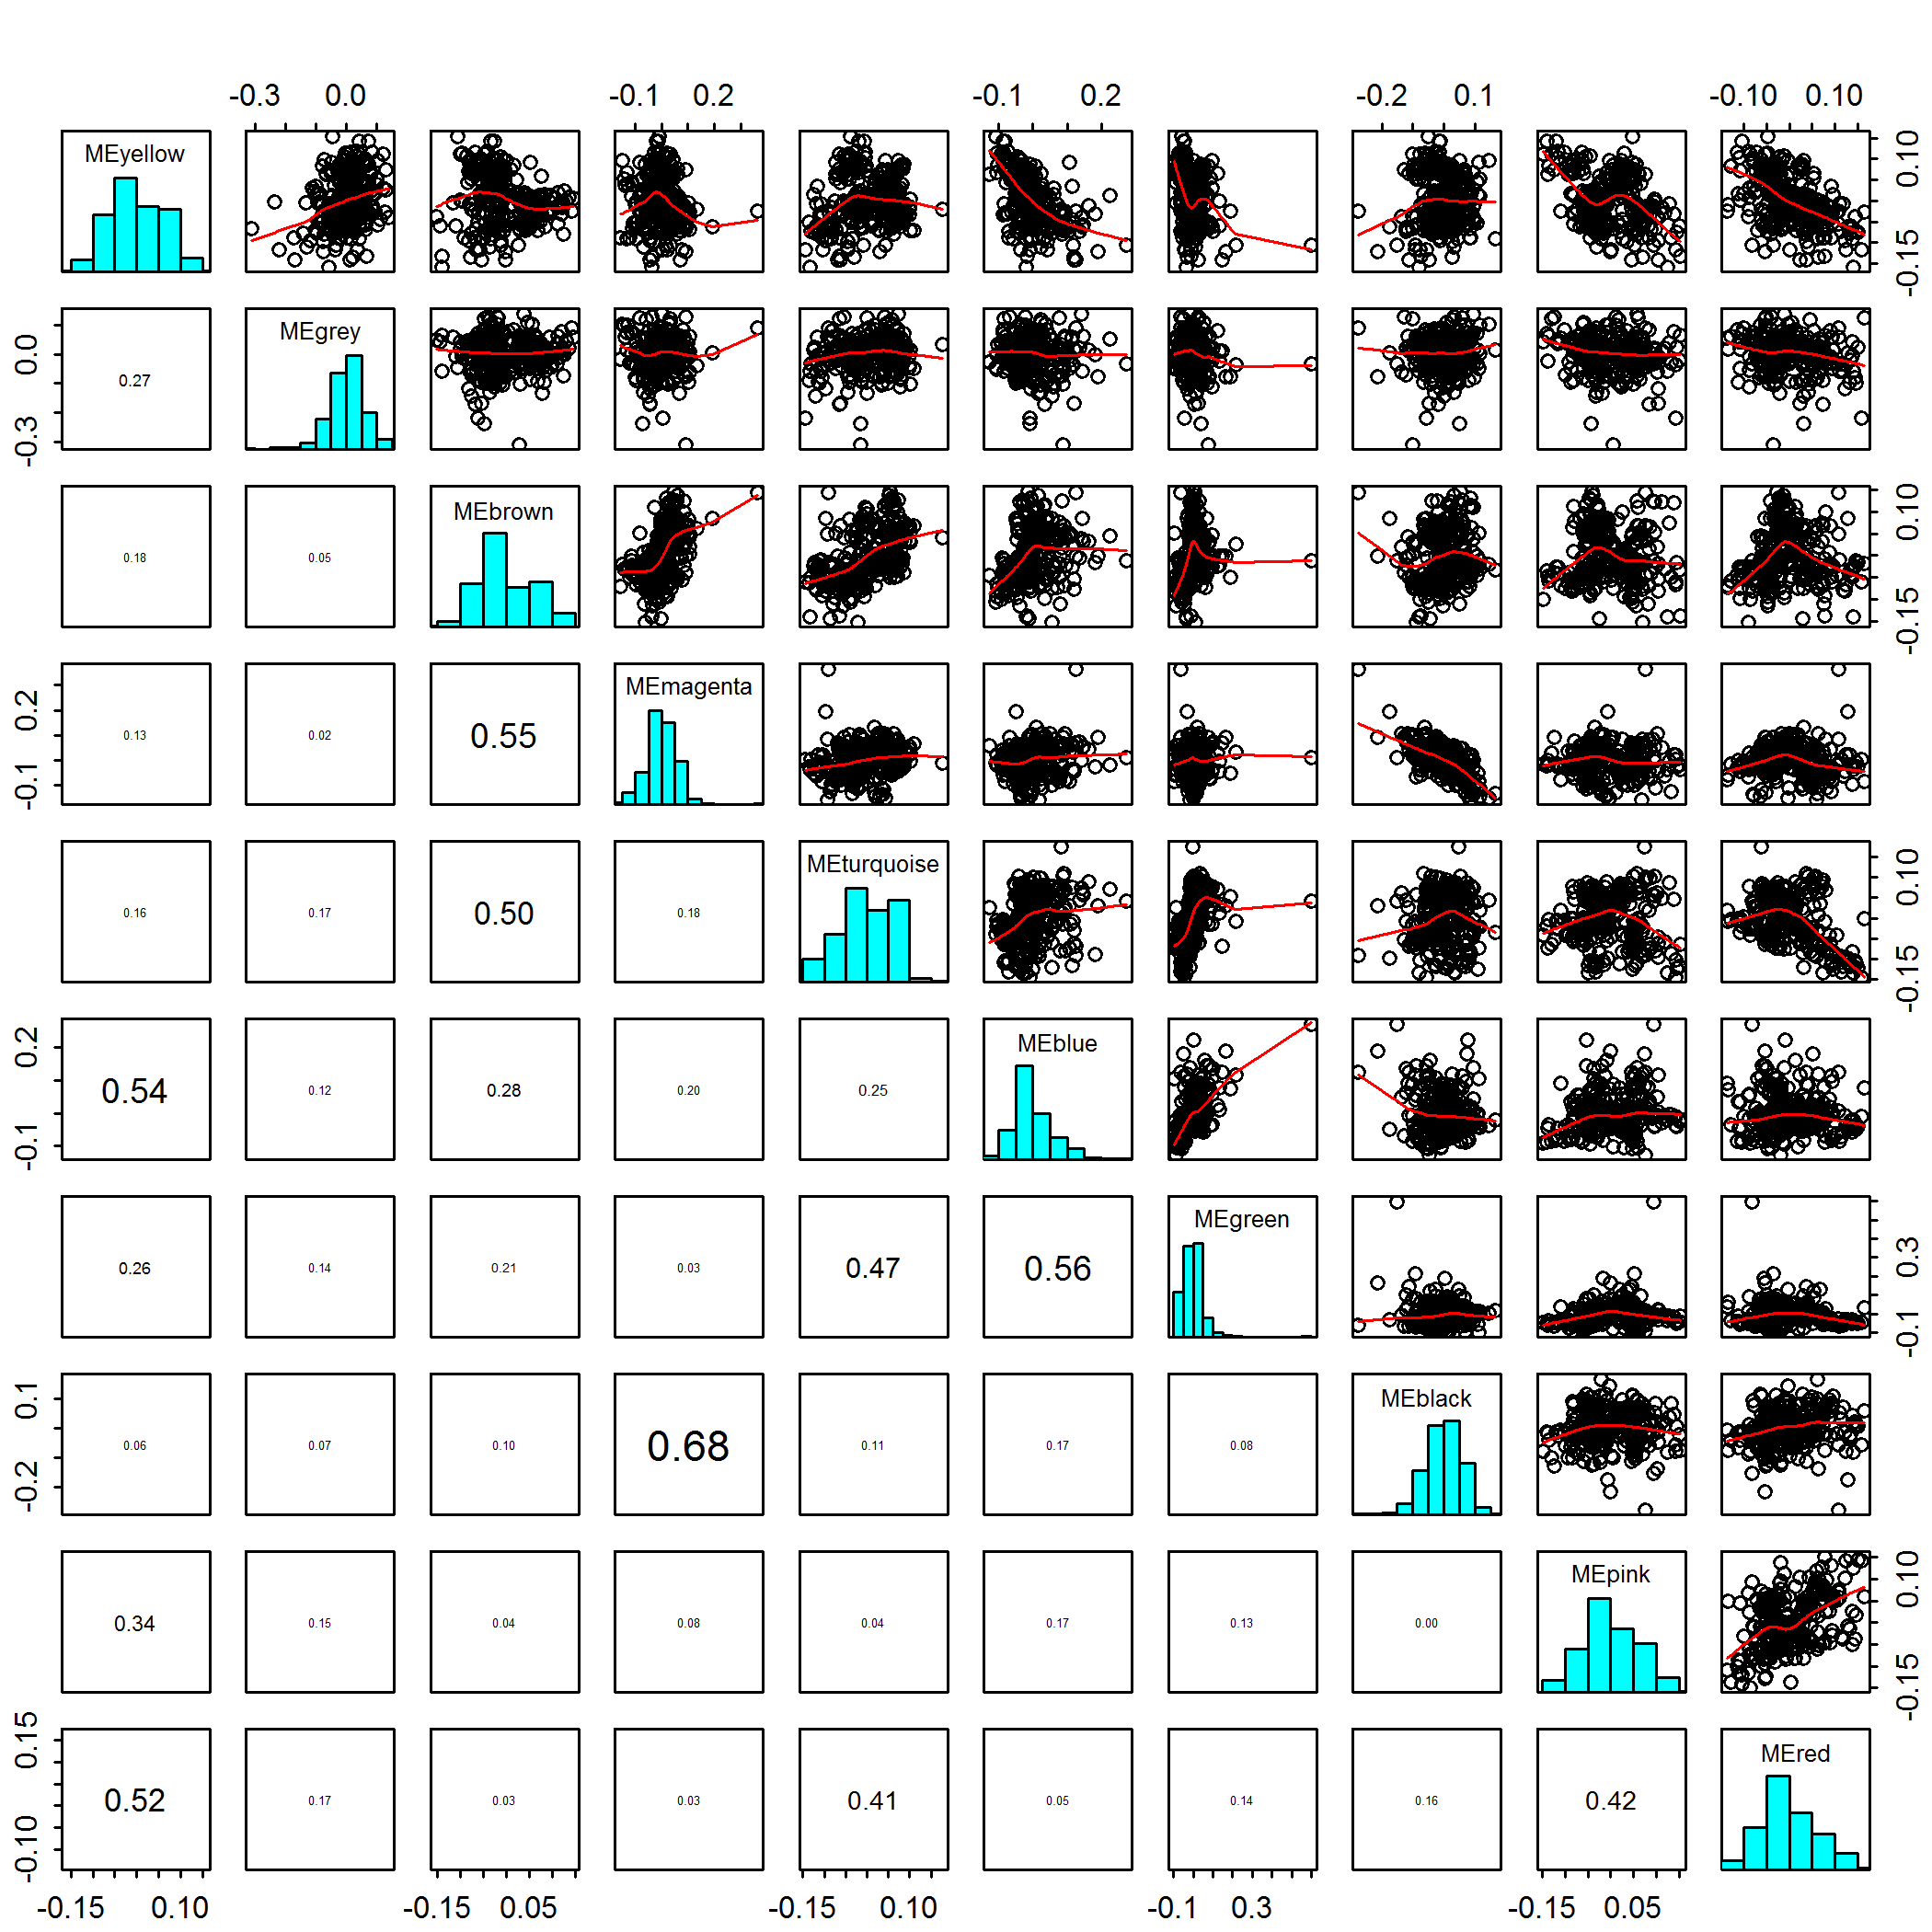 -0.3 0.0 -0.1 0.2 -0.1 0.2 -0.2 0.1 -0.10 0.10
MEyellow -0.15 0.10
0.0 -0.3 0.27 MEgrey
0.18 0.05 MEbrown -0.15 0.10
0.2 -0.1 0.13 0.02 0.55 MEmagenta
0.16 0.17 0.50 0.18 MEturquoise -0.15 0.10
0.2 -0.1 0.54 0.12 0.28 0.20 0.25 MEblue
0.26 0.14 0.21 0.03 0.47 0.56 MEgreen -0.1 0.3
0.1 -0.2 0.06 0.07 0.10 0.68 0.11 0.17 0.08 MEblack
0.34 0.15 0.04 0.08 0.04 0.17 0.13 0.00 MEpink -0.15 0.10
0.15 -0.10 0.52 0.17 0.03 0.03 0.41 0.05 0.14 0.16 0.42 MEred
-0.15 0.10 -0.15 0.05 -0.15 0.10 -0.1 0.3 -0.15 0.05